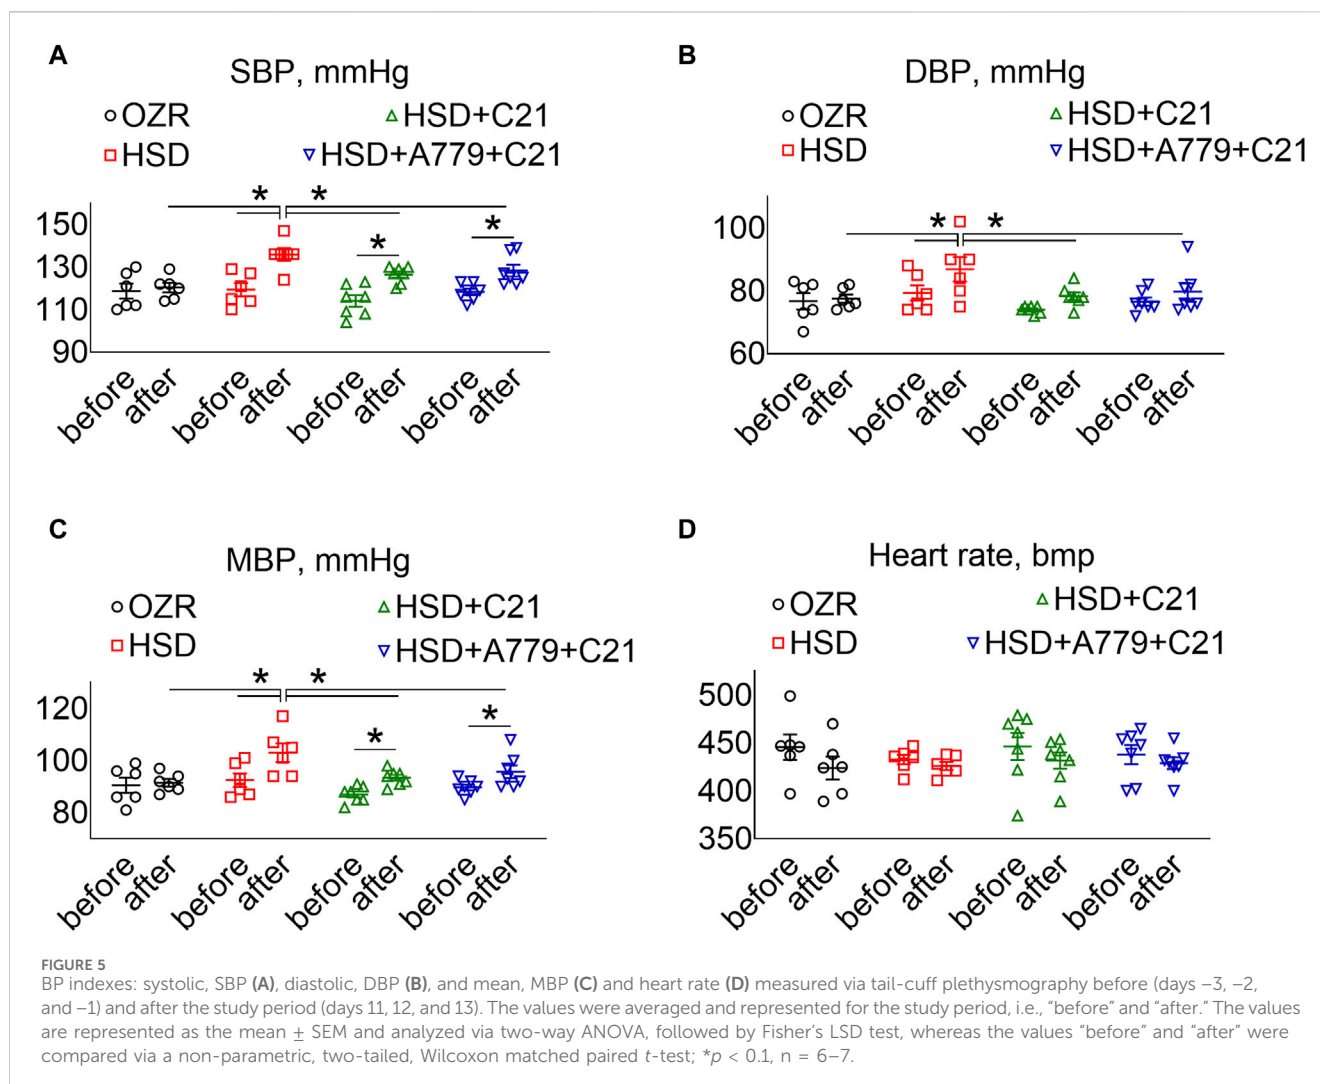 A
SBP, mmHg
OZR
HSD+C21
HSD
HSD+A779+C21
* *
* *
150
130
110
90
before after before after before after before after
B
DBP, mmHg
OZR
HSD+C21
HSD
HSD+A779+C21
* *
100
80
60
before after before after before after before after
C
MBP, mmHg
OZR
HSD+C21
HSD
HSD+A779+C21
* *
* *
120
100
80
before after before after before after before after
D
Heart rate, bmp
OZR
HSD+C21
HSD
HSD+A779+C21
500
450
400
350
before after before after before after before after
FIGURE 5
BP indexes: systolic, SBP (A), diastolic, DBP (B), and mean, MBP (C) and heart rate (D) measured via tail-cuff plethysmography before (days −3, −2,
and −1) and after the study period (days 11, 12, and 13). The values were averaged and represented for the study period, i.e., “before” and “after.” The values
are represented as the mean ± SEM and analyzed via two-way ANOVA, followed by Fisher’s LSD test, whereas the values “before” and “after” were
compared via a non-parametric, two-tailed, Wilcoxon matched paired t-test; *p < 0.1, n = 6–7.